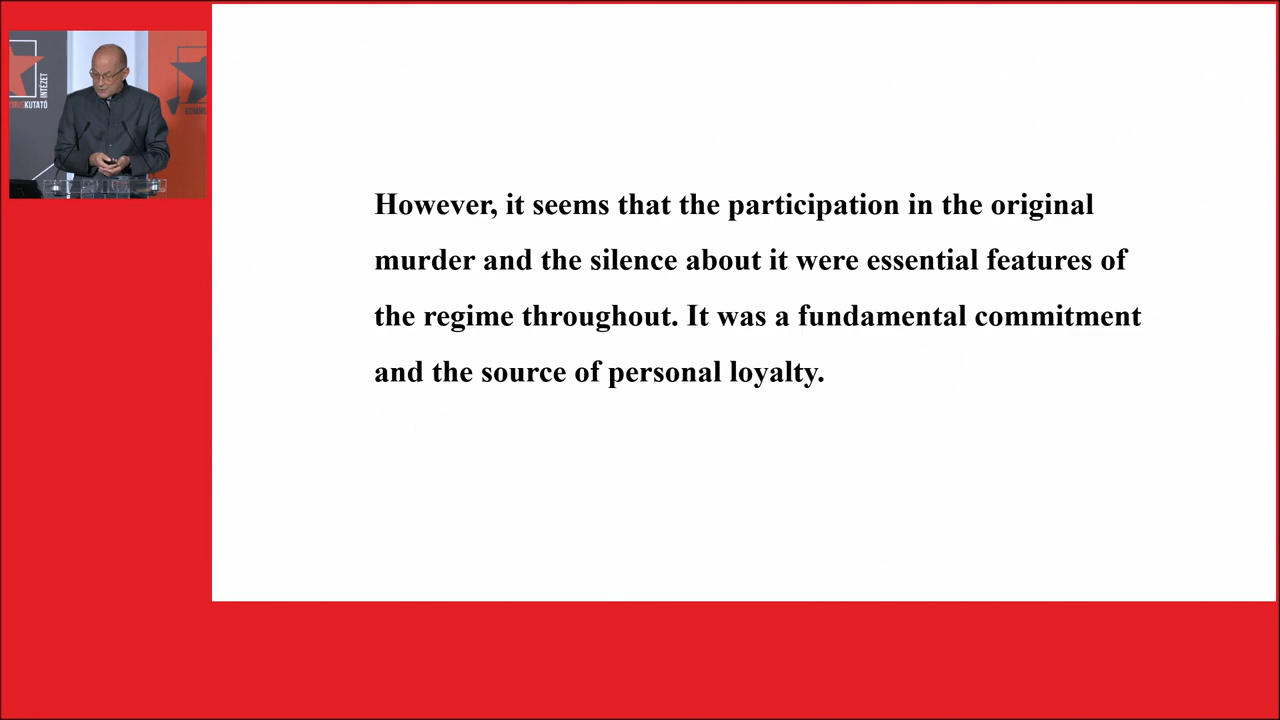 INTÉZET
KUTATÓ
KOMMU
However, it seems that the participation in the original
murder and the silence about it were essential features of
the regime throughout. It was a fundamental commitment
and the source of personal loyalty.